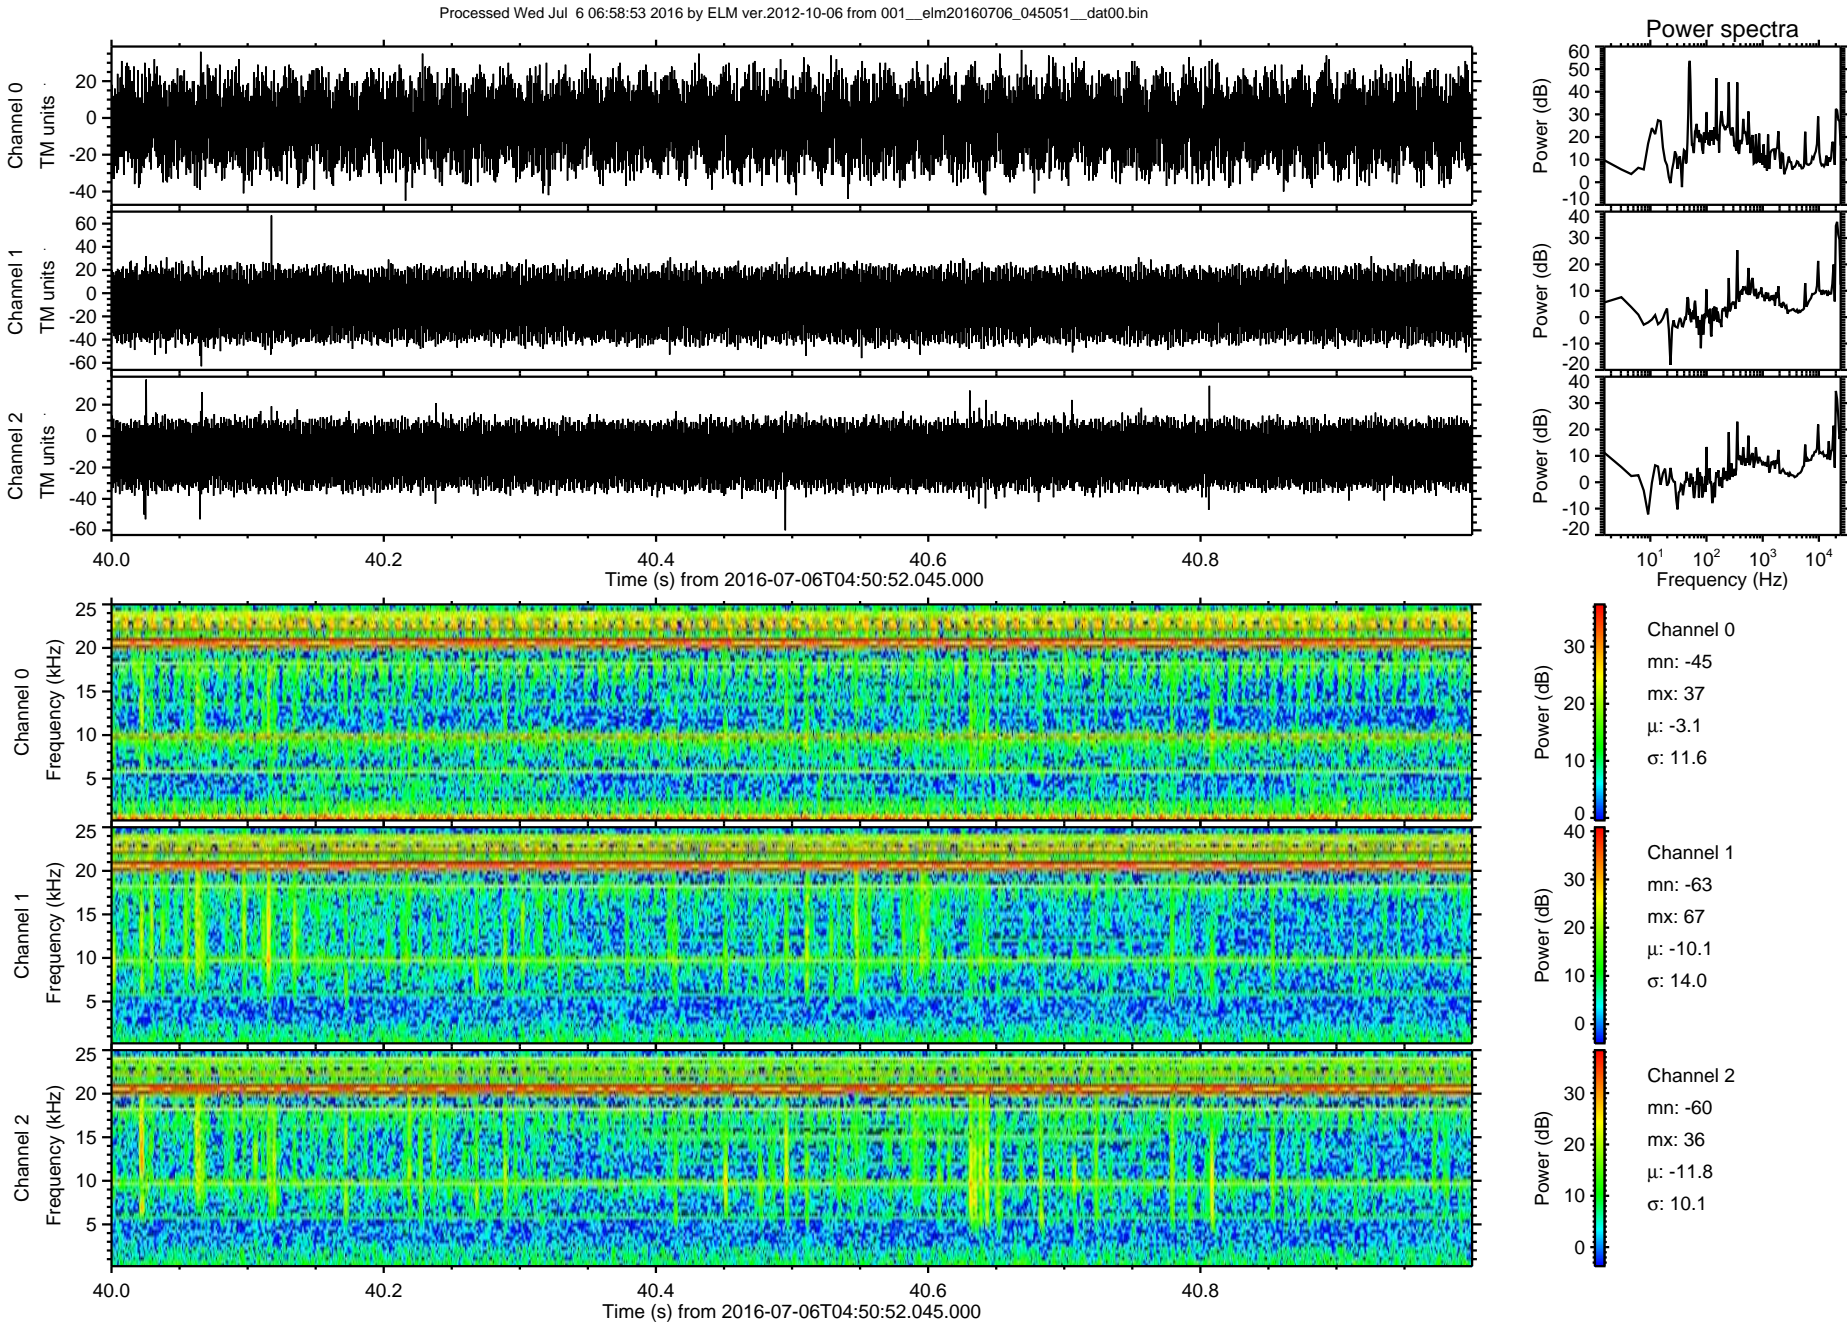 Processed Wed Jul  6 06:58:53 2016 by ELM ver.2012-10-06 from 001__elm20160706_045051__dat00.bin
Power spectra
Channel 0
TM units
20
0
-20
-40
Power (dB)
60
50
40
30
20
10
0
-10
Channel 1
TM units
60
40
20
0
-20
-40
-60
Power (dB)
40
30
20
10
0
-10
-20
Channel 2
TM units
20
0
-20
-40
-60
Power (dB)
40
30
20
10
0
-10
-20
40.0 40.2 40.4 40.6 40.8
Time (s) from 2016-07-06T04:50:52.045.000
10¹ 10² 10³ 10⁴
Frequency (Hz)
Channel 0
Frequency (kHz)
25
20
15
10
5
Power (dB)
30
20
10
0
Channel 0
mn: -45
mx: 37
μ: -3.1
σ: 11.6
Channel 1
Frequency (kHz)
25
20
15
10
5
Power (dB)
40
30
20
10
0
Channel 1
mn: -63
mx: 67
μ: -10.1
σ: 14.0
Channel 2
Frequency (kHz)
25
20
15
10
5
Power (dB)
30
20
10
0
Channel 2
mn: -60
mx: 36
μ: -11.8
σ: 10.1
40.0 40.2 40.4 40.6 40.8
Time (s) from 2016-07-06T04:50:52.045.000